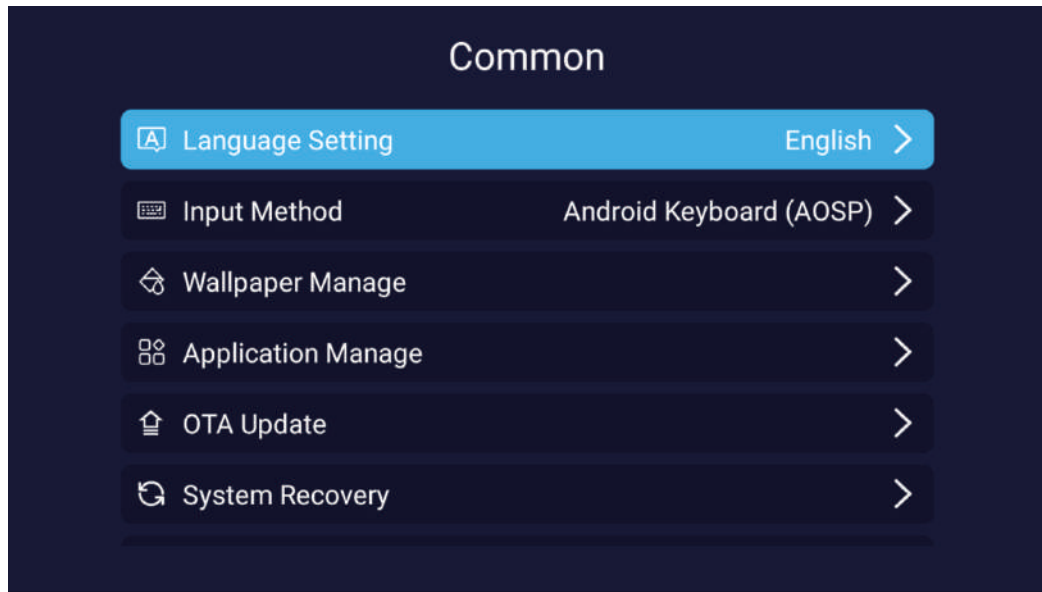 Common
Language Setting English
Input Method Android Keyboard (AOSP)
Wallpaper Manage
Application Manage
OTA Update
System Recovery